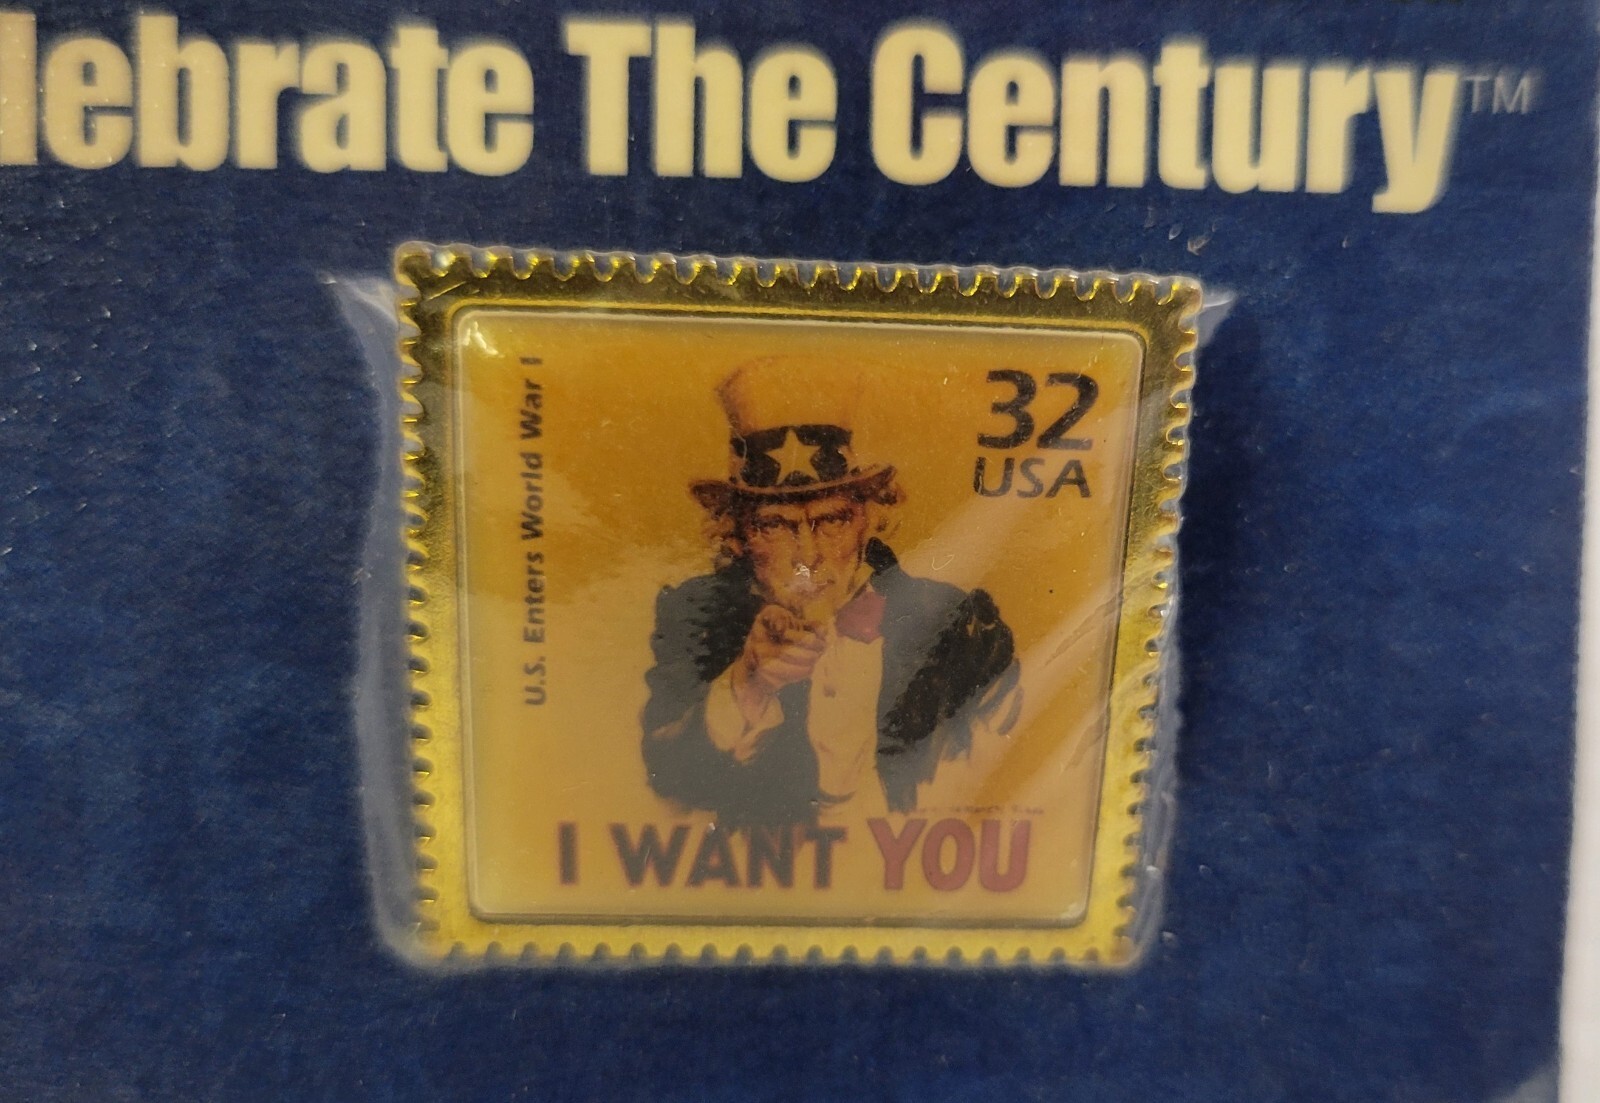 lebrate The Century™
U.S. Enters World War I
32
USA
I WANT YOU